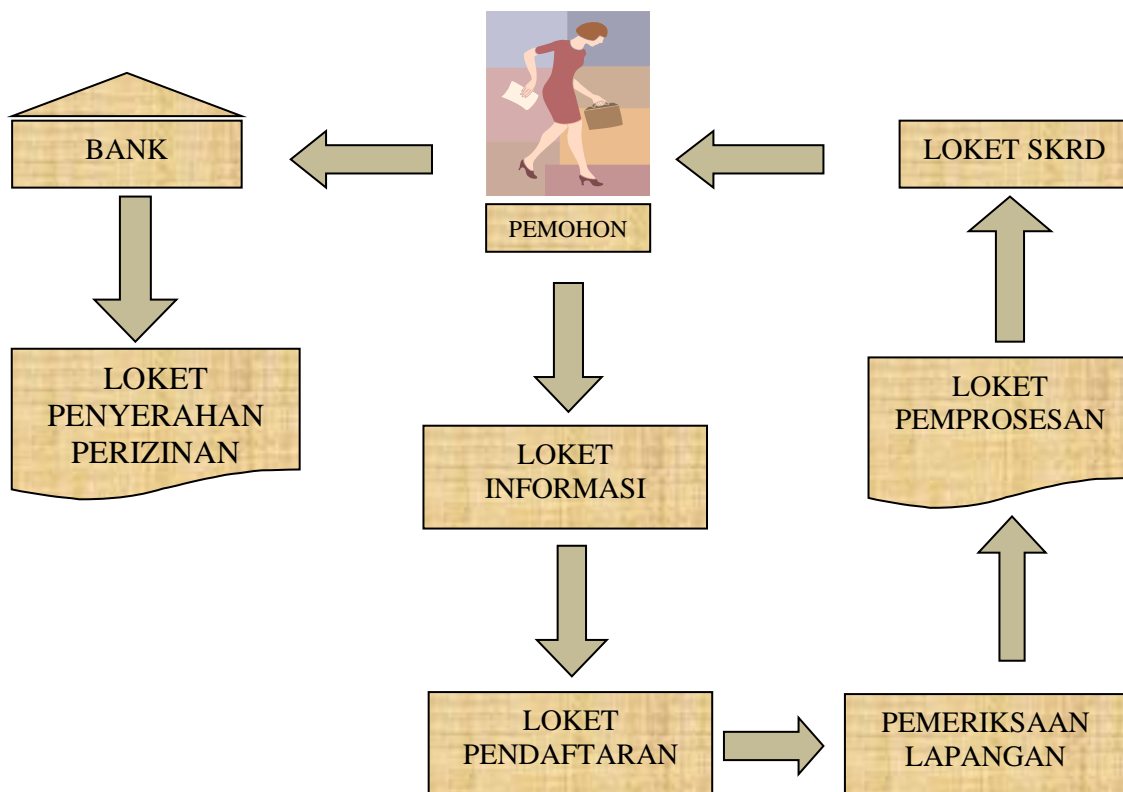 BANK
LOKET SKRD
PEMOHON
LOKET
PENYERAHAN
PERIZINAN
LOKET
PEMPROSESAN
LOKET
INFORMASI
LOKET
PENDAFTARAN
PEMERIKSAAN
LAPANGAN